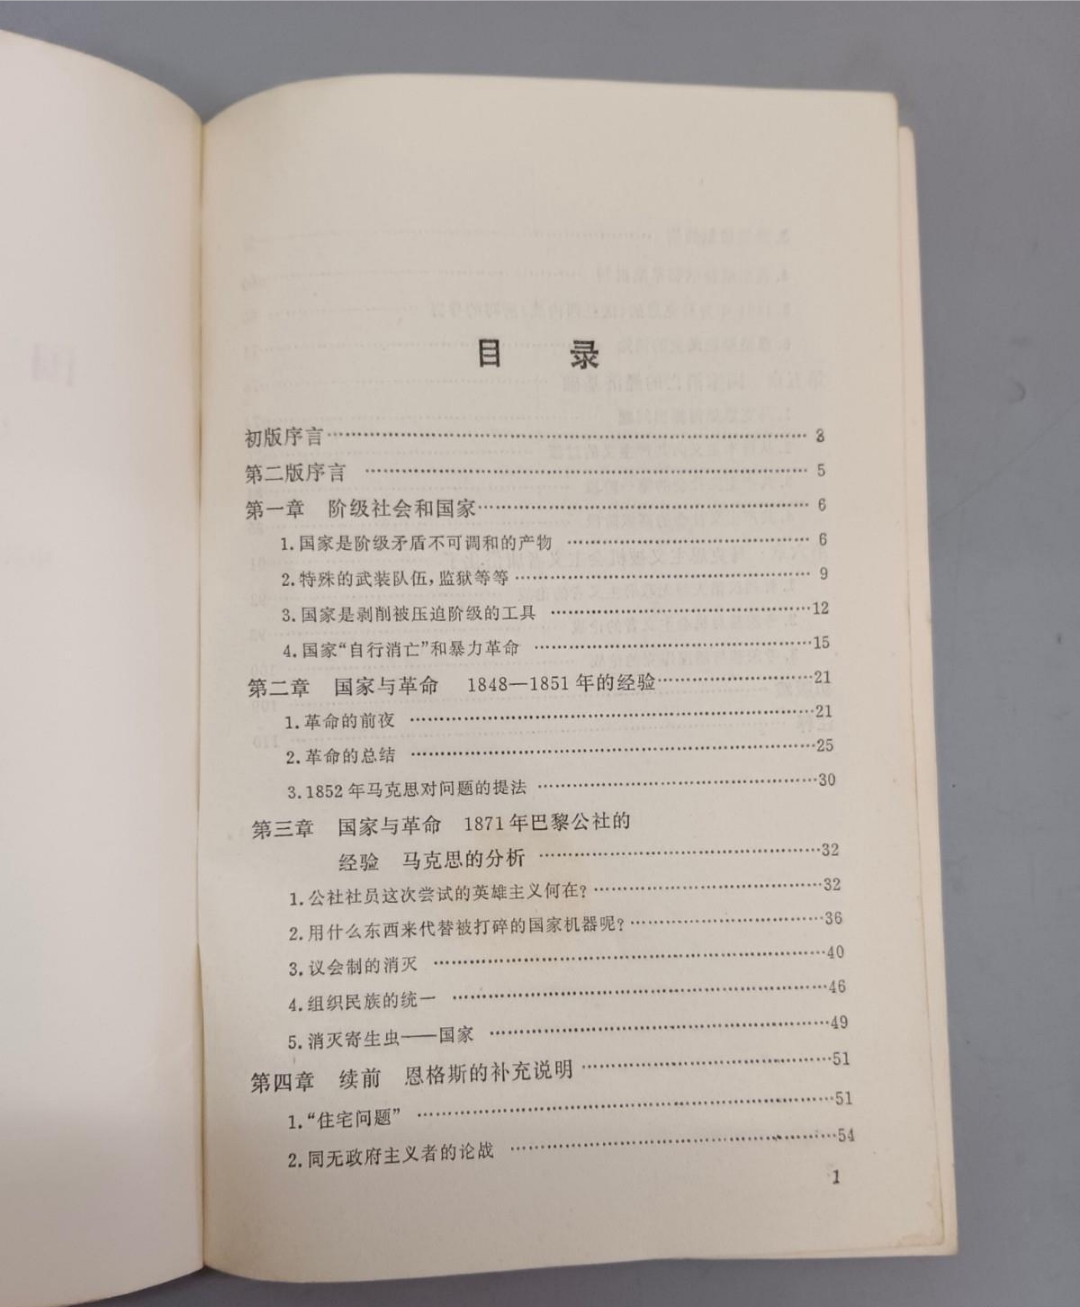 目 录
初版序言………3
第二版序言………5
第一章 阶级社会和国家………6
1.国家是阶级矛盾不可调和的产物………6
2.特殊的武装队伍,监狱等等………9
3.国家是剥削被压迫阶级的工具………12
4.国家“自行消亡”和暴力革命………15
第二章 国家与革命 1848—1851年的经验………21
1.革命的前夜………21
2.革命的总结………25
3.1852年马克思对问题的提法………30
第三章 国家与革命 1871年巴黎公社的
经验 马克思的分析………32
1.公社社员这次尝试的英雄主义何在?………32
2.用什么东西来代替被打碎的国家机器呢?………36
3.议会制的消灭………40
4.组织民族的统一………46
5.消灭寄生虫——国家………49
第四章 续前 恩格斯的补充说明………51
1.“住宅问题”………51
2.同无政府主义者的论战………54
1